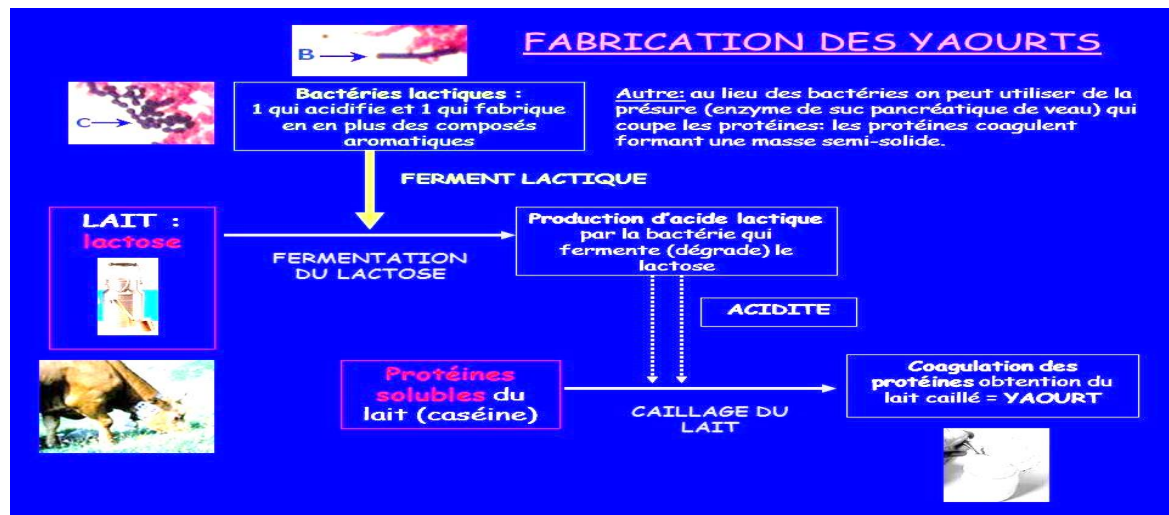 FABRICATION DES YAOURTS
B
C
Bactéries lactiques :
1 qui acidifie et 1 qui fabrique
en en plus des composés
aromatiques
Autre: au lieu des bactéries on peut utiliser de la
présure (enzyme de suc pancréatique de veau) qui
coupe les protéines: les protéines coagulent
formant une masse semi-solide.
FERMENT LACTIQUE
LAIT :
lactose
FERMENTATION
DU LACTOSE
Production d'acide lactique
par la bactérie qui
fermente (dégrade) le
lactose
ACIDITE
Protéines
solubles du
lait (caséine)
CAILLAGE DU
LAIT
Coagulation des
protéines obtention du
lait caillé = YAOURT